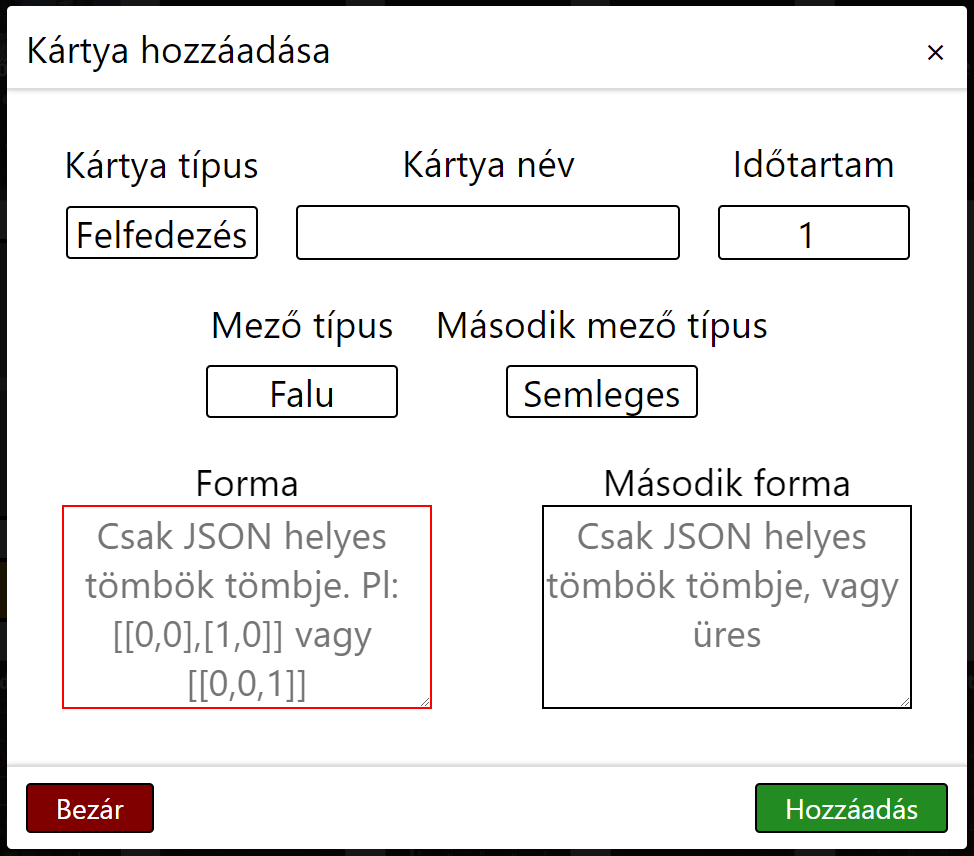 Kártya hozzáadása
×
Kártya típus
Kártya név
Időtartam
Felfedezés
1
Mező típus
Második mező típus
Falu
Semleges
Forma
Második forma
Csak JSON helyes
tömbök tömbje. Pl:
[[0,0],[1,0]] vagy
[[0,0,1]]
Csak JSON helyes
tömbök tömbje, vagy
üres
Bezár
Hozzáadás